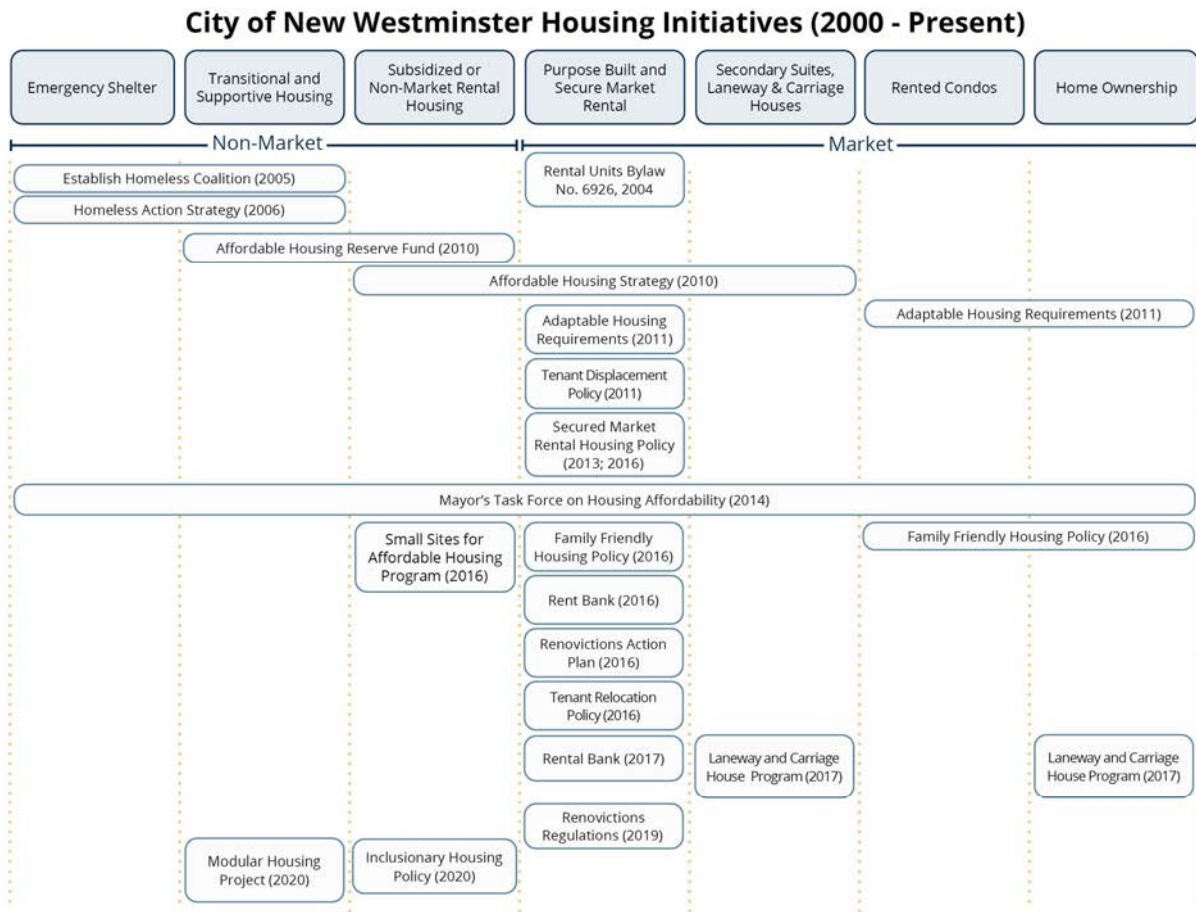 City of New Westminster Housing Initiatives (2000 - Present)
Emergency Shelter
Transitional and
Supportive Housing
Subsidized or
Non-Market Rental
Housing
Purpose Built and
Secure Market
Rental
Secondary Suites,
Laneway & Carriage
Houses
Rented Condos
Home Ownership
Non-Market
Market
Establish Homeless Coalition (2005)
Rental Units Bylaw
No. 6926, 2004
Homeless Action Strategy (2006)
Affordable Housing Reserve Fund (2010)
Affordable Housing Strategy (2010)
Adaptable Housing
Requirements (2011)
Adaptable Housing Requirements (2011)
Tenant Displacement
Policy (2011)
Secured Market
Rental Housing Policy
(2013; 2016)
Mayor's Task Force on Housing Affordability (2014)
Small Sites for
Affordable Housing
Program (2016)
Family Friendly
Housing Policy (2016)
Family Friendly Housing Policy (2016)
Rent Bank (2016)
Renovictions Action
Plan (2016)
Tenant Relocation
Policy (2016)
Rental Bank (2017)
Laneway and Carriage
House Program (2017)
Laneway and Carriage
House Program (2017)
Renovictions
Regulations (2019)
Modular Housing
Project (2020)
Inclusionary Housing
Policy (2020)